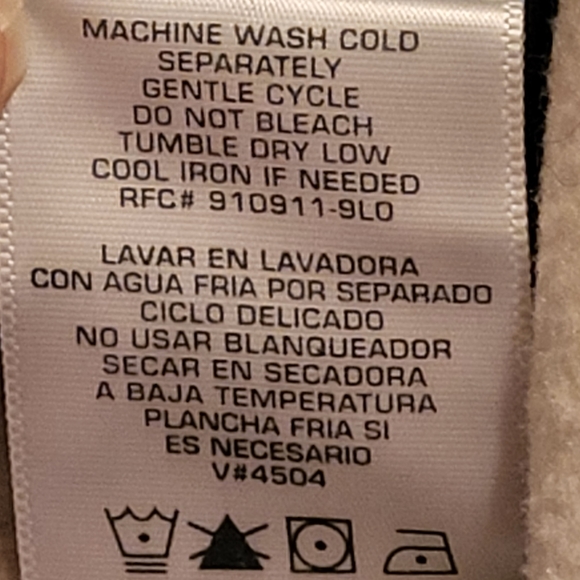 MACHINE WASH COLD
SEPARATELY
GENTLE CYCLE
DO NOT BLEACH
TUMBLE DRY LOW
COOL IRON IF NEEDED
RFC# 910911-9L0
LAVAR EN LAVADORA
CON AGUA FRIA POR SEPARADO
CICLO DELICADO
NO USAR BLANQUEADOR
SECAR EN SECADORA
A BAJA TEMPERATURA
PLANCHA FRIA SI
ES NECESARIO
V#4504